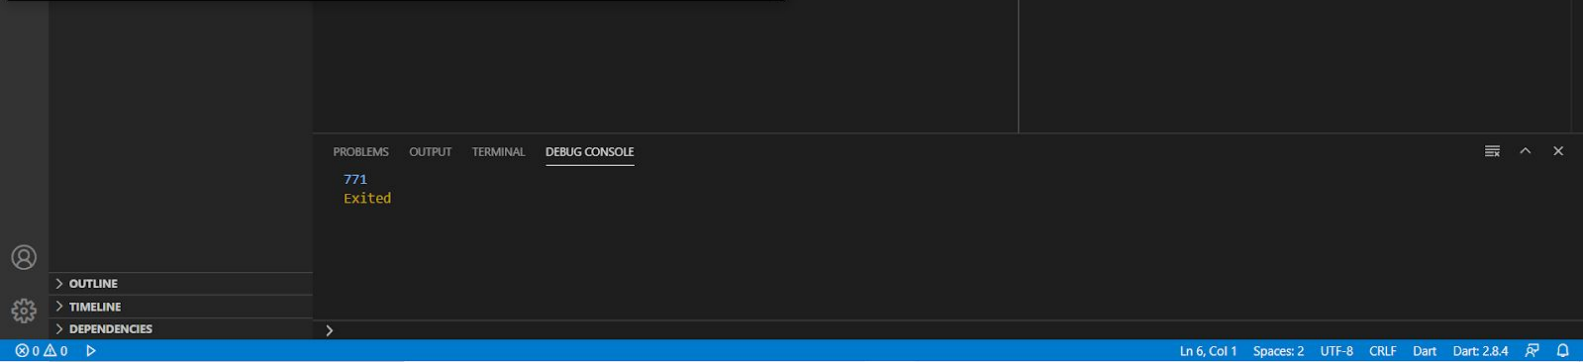 PROBLEMS OUTPUT TERMINAL DEBUG CONSOLE
771
Exited
OUTLINE
TIMELINE
DEPENDENCIES
0 0 Ln 6, Col 1 Spaces: 2 UTF-8 CRLF Dart Dart: 2.8.4